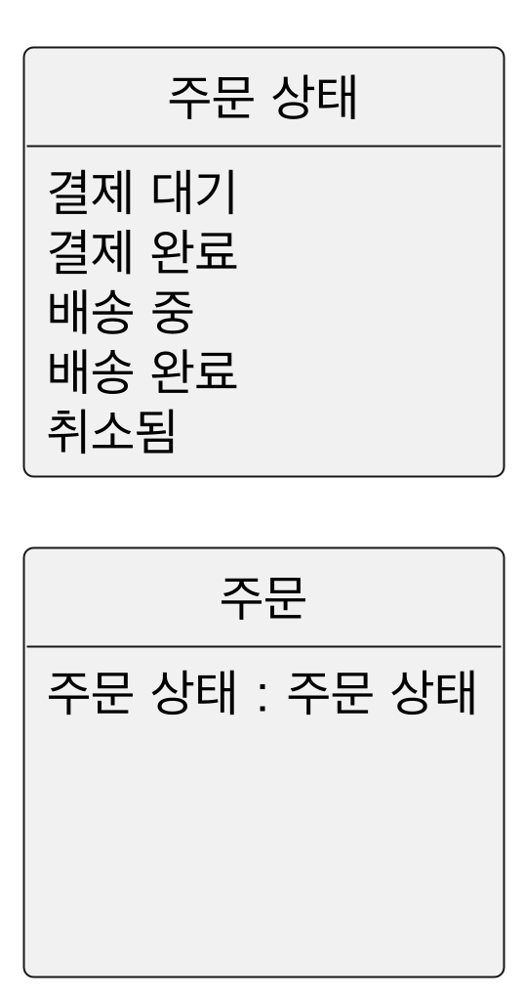 주문 상태
결제 대기
결제 완료
배송 중
배송 완료
취소됨
주문
주문 상태 : 주문 상태